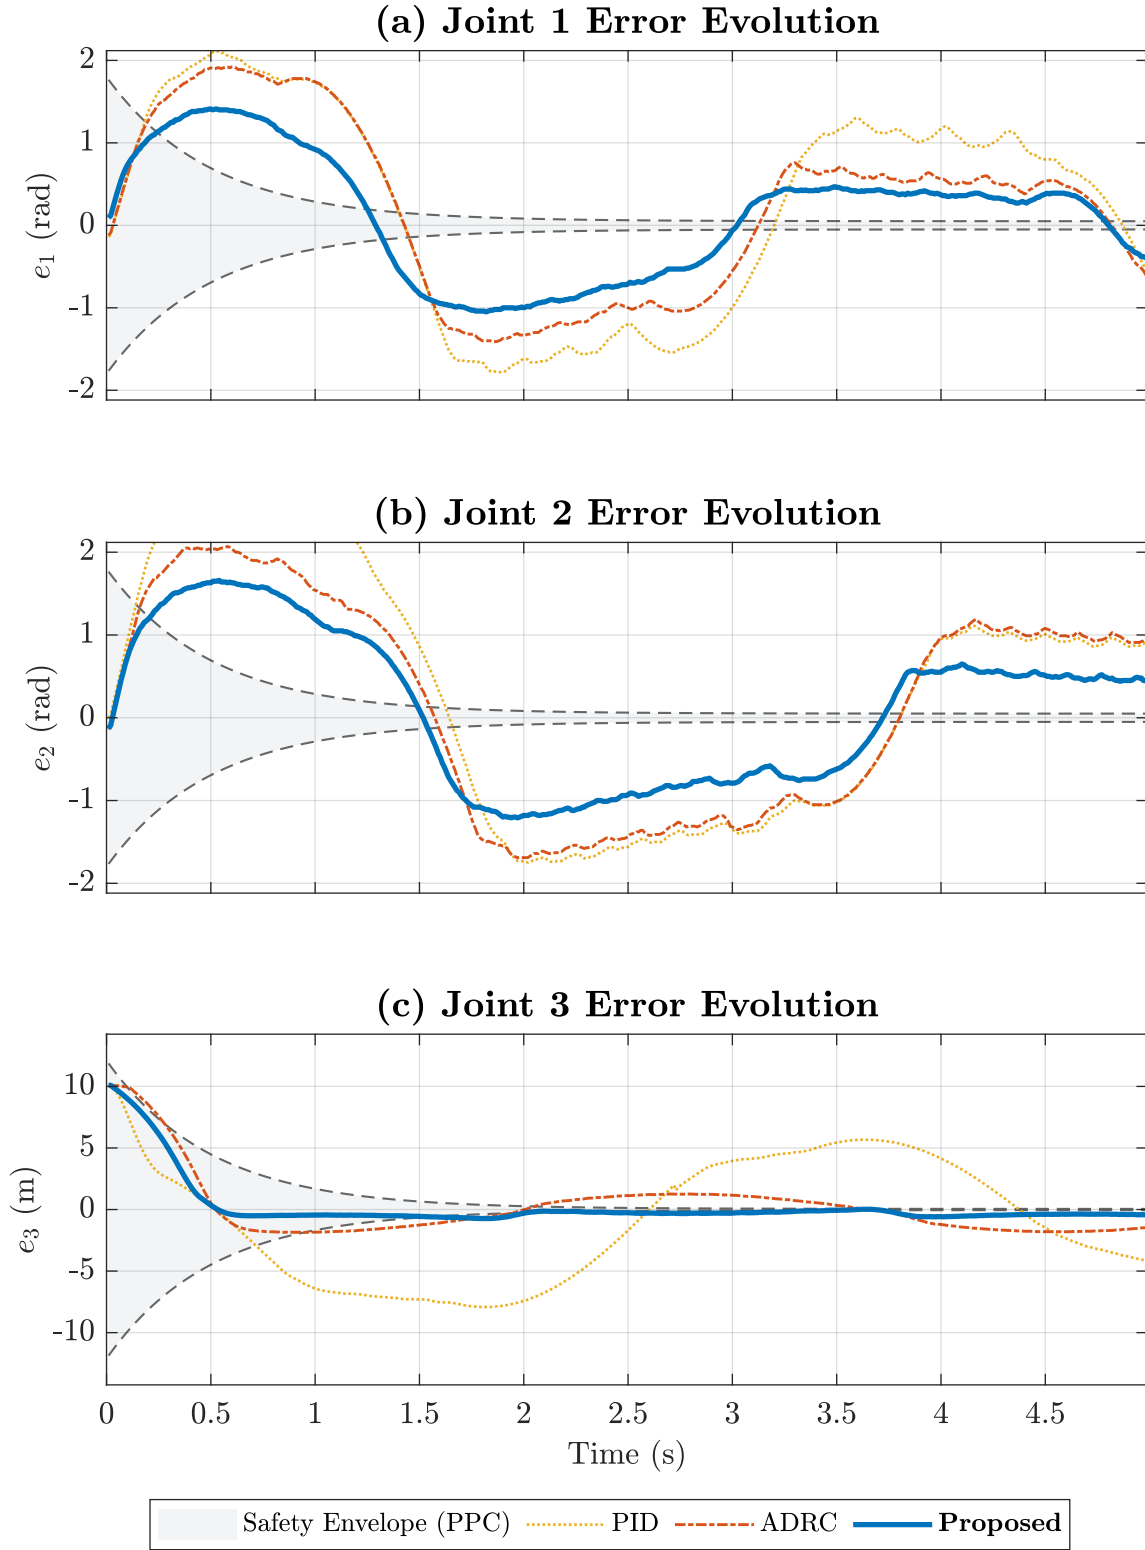 (a) Joint 1 Error Evolution
2
1
0
-1
-2
e1 (rad)
(b) Joint 2 Error Evolution
2
1
0
-1
-2
e2 (rad)
(c) Joint 3 Error Evolution
10
5
0
-5
-10
e3 (m)
0 0.5 1 1.5 2 2.5 3 3.5 4 4.5
Time (s)
Safety Envelope (PPC) PID ADRC Proposed